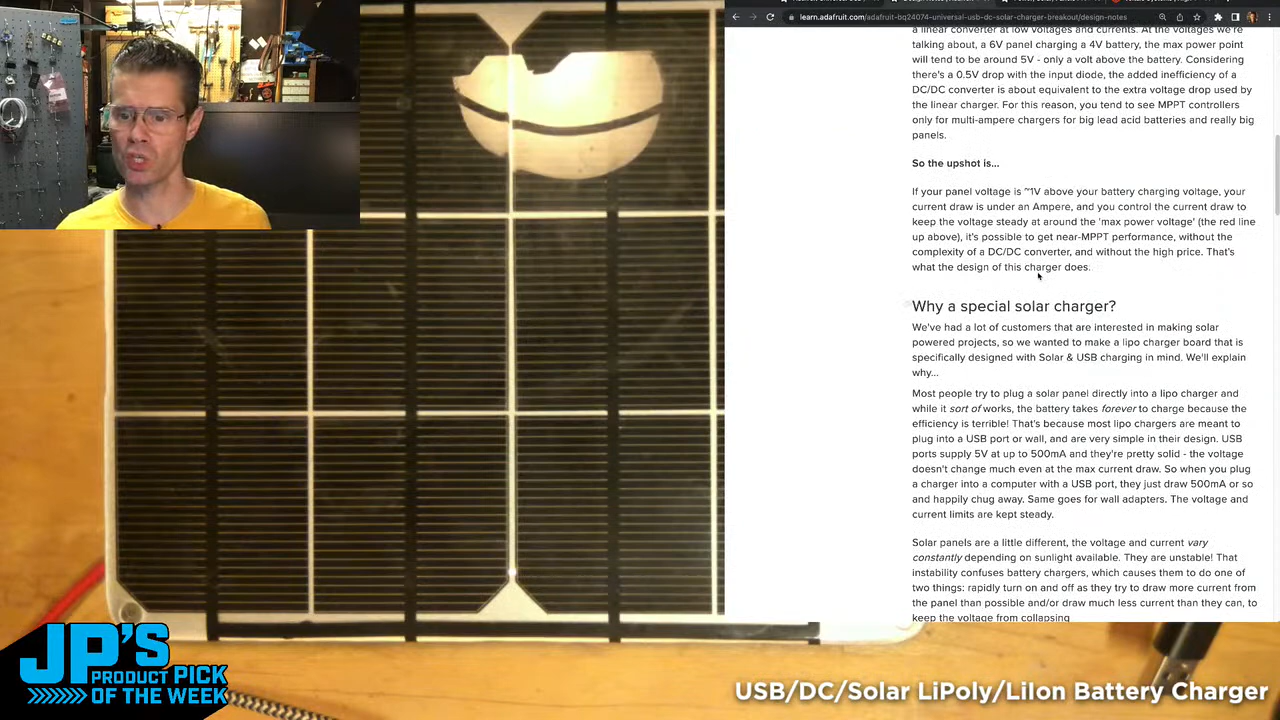 learn.adafruit.com/adafruit-bq24074-universal-usb-dc-solar-charger-breakout/design-notes
a linear converter at low voltages and currents. At the voltages we're
talking about, a 6V panel charging a 4V battery, the max power point
will tend to be around 5V - only a volt above the battery. Considering
there's a 0.5V drop with the input diode, the added inefficiency of a
DC/DC converter is about equivalent to the extra voltage drop used by
the linear charger. For this reason, you tend to see MPPT controllers
only for multi-ampere chargers for big lead acid batteries and really big
panels.
So the upshot is...
If your panel voltage is ~1V above your battery charging voltage, your
current draw is under an Ampere, and you control the current draw to
keep the voltage steady at around the 'max power voltage' (the red line
up above), it's possible to get near-MPPT performance, without the
complexity of a DC/DC converter, and without the high price. That's
what the design of this charger does.
Why a special solar charger?
We've had a lot of customers that are interested in making solar
powered projects, so we wanted to make a lipo charger board that is
specifically designed with Solar & USB charging in mind. We'll explain
why...
Most people try to plug a solar panel directly into a lipo charger and
while it sort of works, the battery takes forever to charge because the
efficiency is terrible! That's because most lipo chargers are meant to
plug into a USB port or wall, and are very simple in their design. USB
ports supply 5V at up to 500mA and they're pretty solid - the voltage
doesn't change much even at the max current draw. So when you plug
a charger into a computer with a USB port, they just draw 500mA or so
and happily chug away. Same goes for wall adapters. The voltage and
current limits are kept steady.
Solar panels are a little different, the voltage and current vary
constantly depending on sunlight available. They are unstable! That
instability confuses battery chargers, which causes them to do one of
two things: rapidly turn on and off as they try to draw more current from
the panel than possible and/or draw much less current than they can, to
keep the voltage from collapsing
JP'S
PRODUCT PICK
OF THE WEEK
USB/DC/Solar LiPoly/LiIon Battery Charger